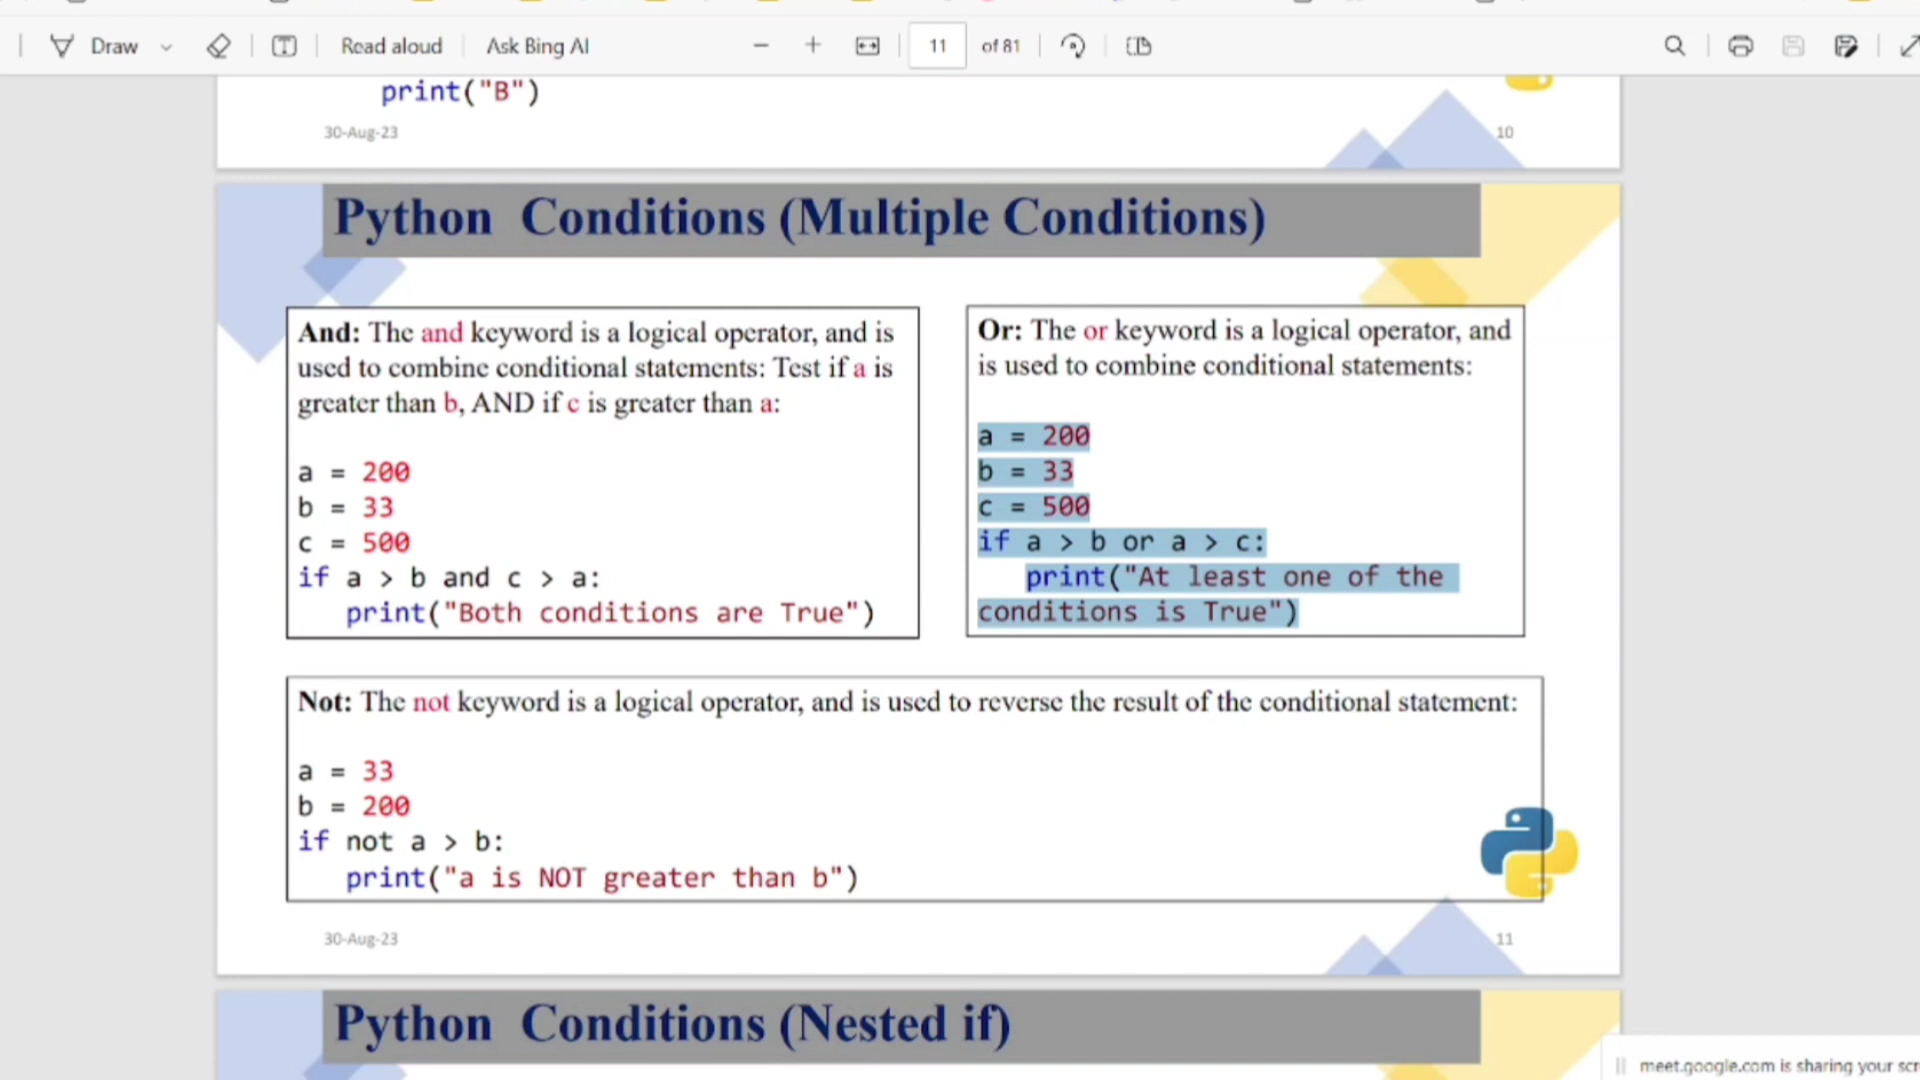 Draw
Read aloud
Ask Bing AI
11 of 81
print("B")
30-Aug-23
10
Python Conditions (Multiple Conditions)
And: The and keyword is a logical operator, and is
used to combine conditional statements: Test if a is
greater than b, AND if c is greater than a:
a = 200
b = 33
c = 500
if a > b and c > a:
print("Both conditions are True")
Or: The or keyword is a logical operator, and
is used to combine conditional statements:
a = 200
b = 33
c = 500
if a > b or a > c:
print("At least one of the
conditions is True")
Not: The not keyword is a logical operator, and is used to reverse the result of the conditional statement:
a = 33
b = 200
if not a > b:
print("a is NOT greater than b")
30-Aug-23
11
Python Conditions (Nested if)
meet.google.com is sharing your scr